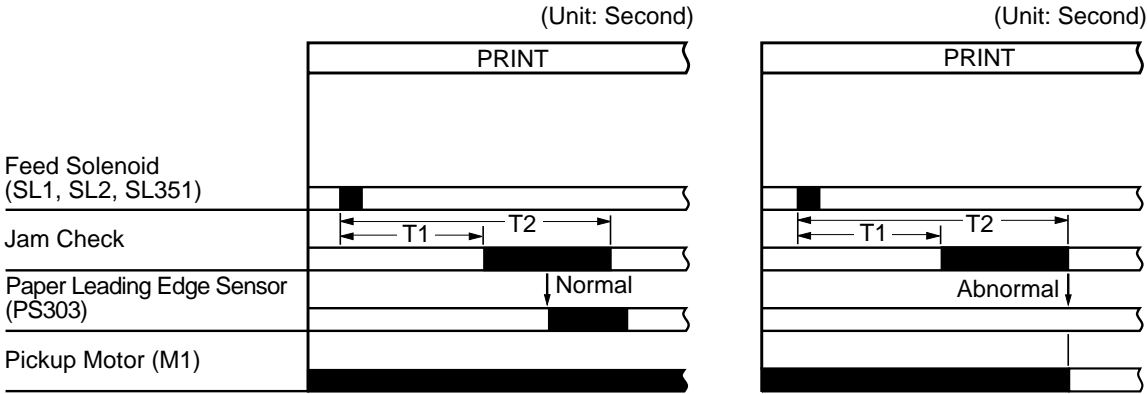 (Unit: Second)
(Unit: Second)
PRINT
PRINT
Feed Solenoid
(SL1, SL2, SL351)
T2
T2
Jam Check
T1
T1
Paper Leading Edge Sensor
(PS303)
Normal
Abnormal
Pickup Motor (M1)